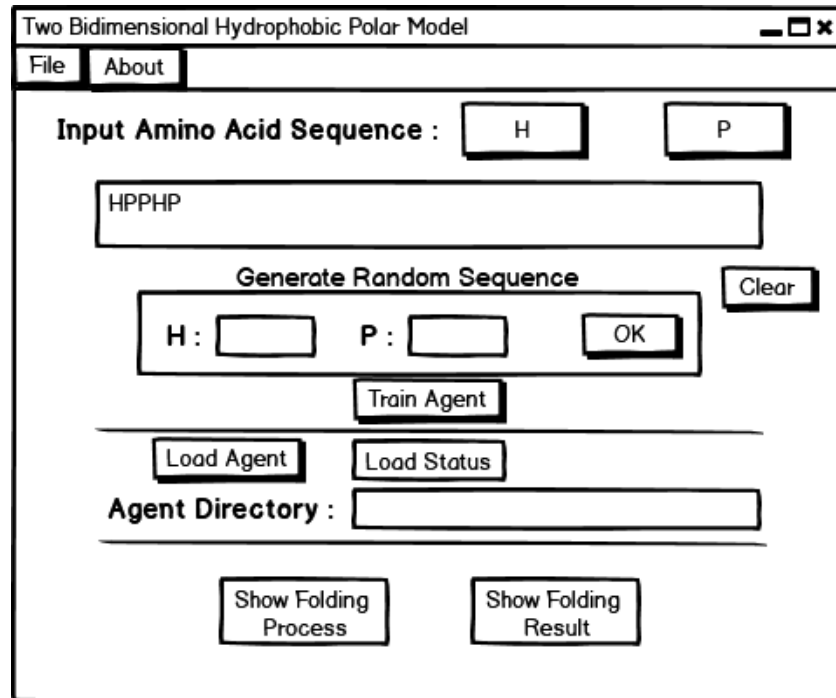 Two Bidimensional Hydrophobic Polar Model
File About
Input Amino Acid Sequence : H P
HPPHP
Generate Random Sequence
Clear
H : P : OK
Train Agent
Load Agent Load Status
Agent Directory :
Show Folding Process
Show Folding Result